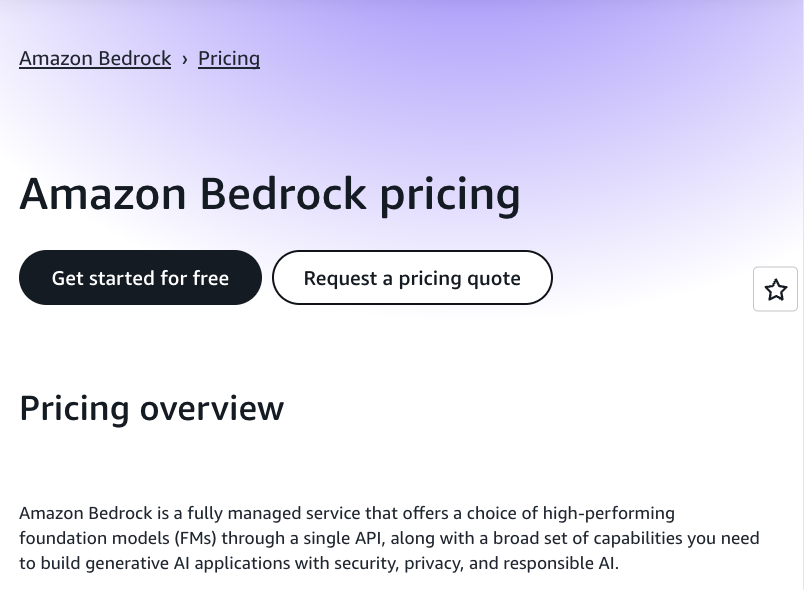 Amazon Bedrock › Pricing
Amazon Bedrock pricing
Get started for free
Request a pricing quote
Pricing overview
Amazon Bedrock is a fully managed service that offers a choice of high-performing
foundation models (FMs) through a single API, along with a broad set of capabilities you need
to build generative AI applications with security, privacy, and responsible AI.